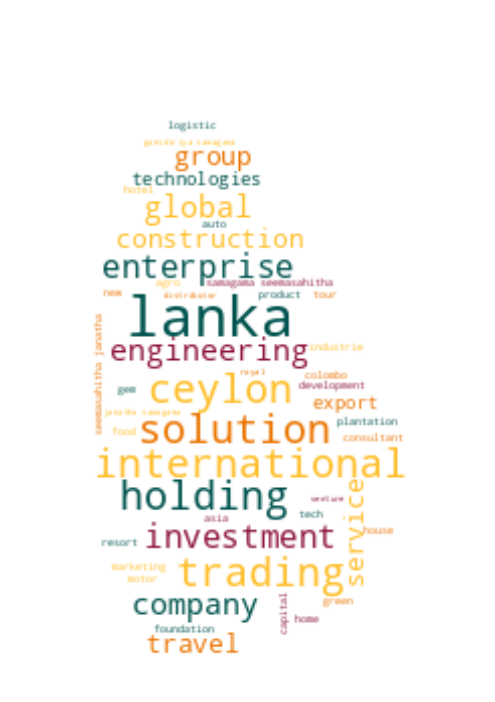 logistic
gamidiriya samagama
group
technologies
hotel
global
auto
construction
enterprise
agro
samagama seemasahitha
new
distributor
product
tour
lanka
seemasahitha janatha
engineering
industrie
royal
colombo
gem
ceylon
development
export
janatha samagama
plantation
food
solution
consultant
international
holding
venture
service
asia
tech
resort
investment
house
marketing
motor
trading
company
capital
green
home
foundation
travel